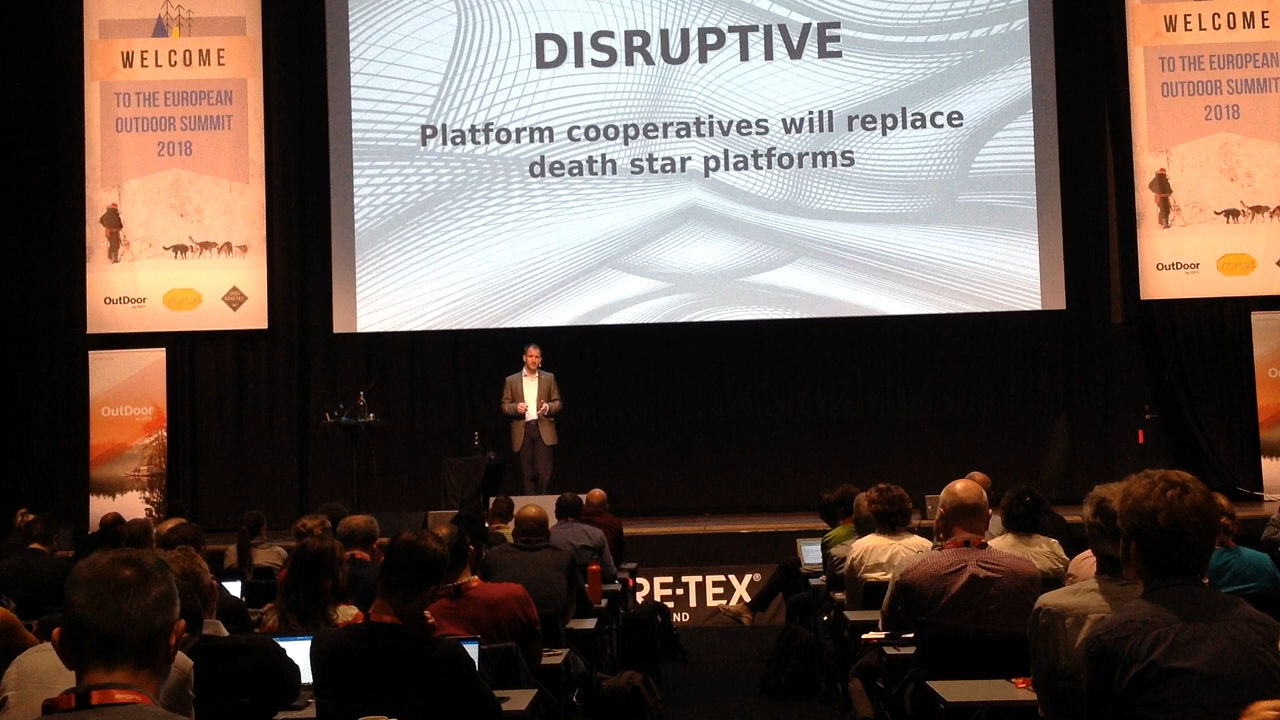 WELCOME
TO THE EUROPEAN
OUTDOOR SUMMIT
2018
OutDoor
OutDoor
DISRUPTIVE
Platform cooperatives will replace
death star platforms
WELCOME
TO THE EUROPEAN
OUTDOOR SUMMIT
2018
OutDoor
RE-TEX®
ND